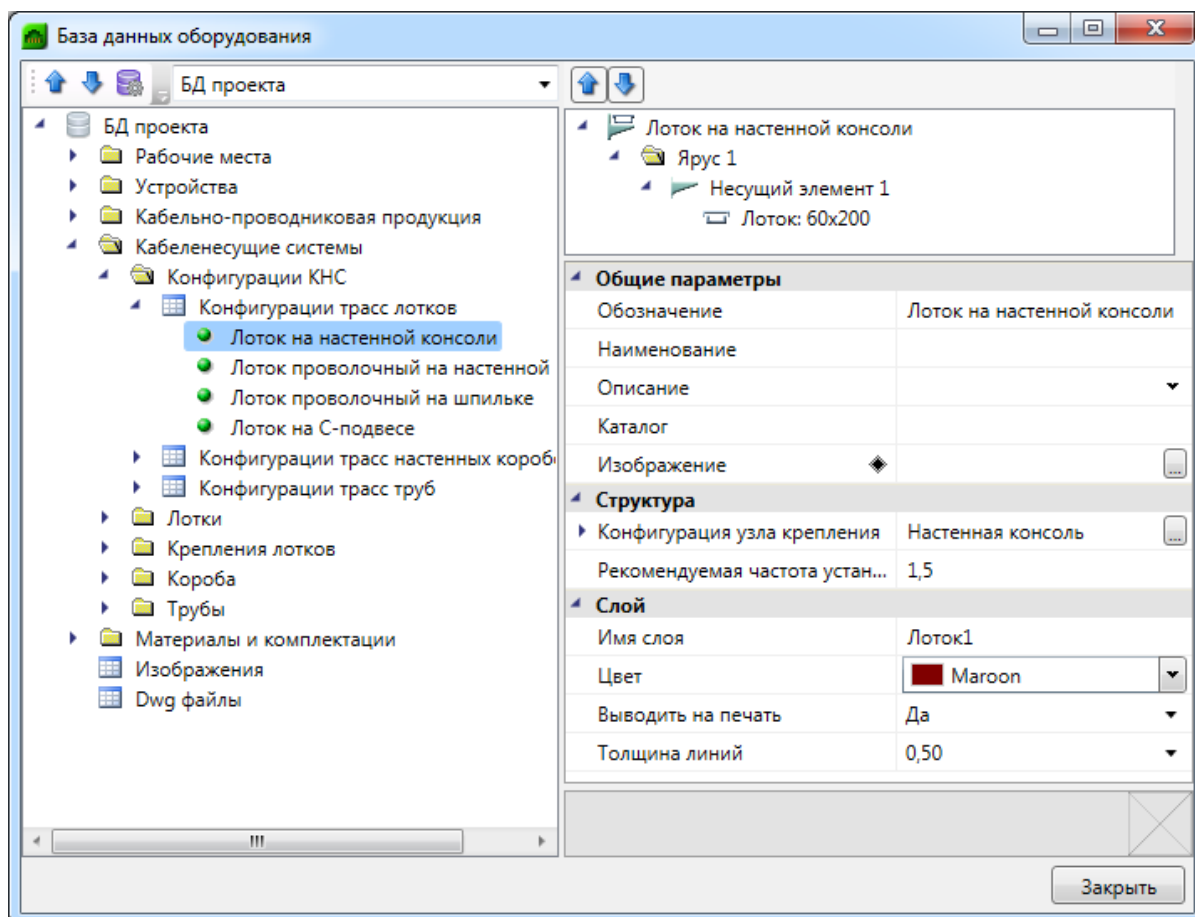 База данных оборудования
БД проекта
БД проекта
Рабочие места
Устройства
Кабельно-проводниковая продукция
Кабеленесущие системы
Конфигурации КНС
Конфигурации трасс лотков
Лоток на настенной консоли
Лоток проволочный на настенной
Лоток проволочный на шпильке
Лоток на С-подвесе
Конфигурации трасс настенных коробо
Конфигурации трасс труб
Лотки
Крепления лотков
Короба
Трубы
Материалы и комплектации
Изображения
Dwg файлы
Лоток на настенной консоли
Ярус 1
Несущий элемент 1
Лоток: 60x200
Общие параметры
Обозначение Лоток на настенной консоли
Наименование
Описание
Каталог
Изображение ...
Структура
Конфигурация узла крепления Настенная консоль ...
Рекомендуемая частота устан... 1,5
Слой
Имя слоя Лоток1
Цвет Maroon
Выводить на печать Да
Толщина линий 0,50
Закрыть